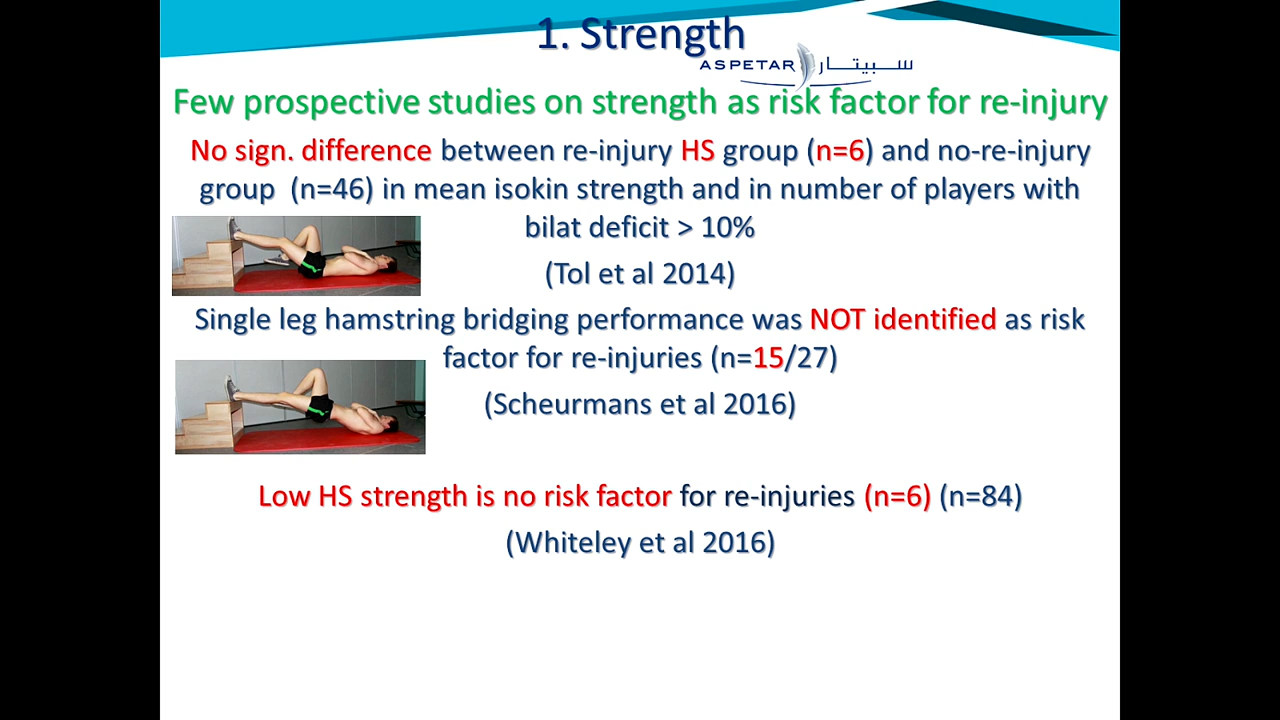 1. Strength
ASPETAR سبيتار
Few prospective studies on strength as risk factor for re-injury
No sign. difference between re-injury HS group (n=6) and no-re-injury
group (n=46) in mean isokin strength and in number of players with
bilat deficit > 10%
(Tol et al 2014)
Single leg hamstring bridging performance was NOT identified as risk
factor for re-injuries (n=15/27)
(Scheurmans et al 2016)
Low HS strength is no risk factor for re-injuries (n=6) (n=84)
(Whiteley et al 2016)